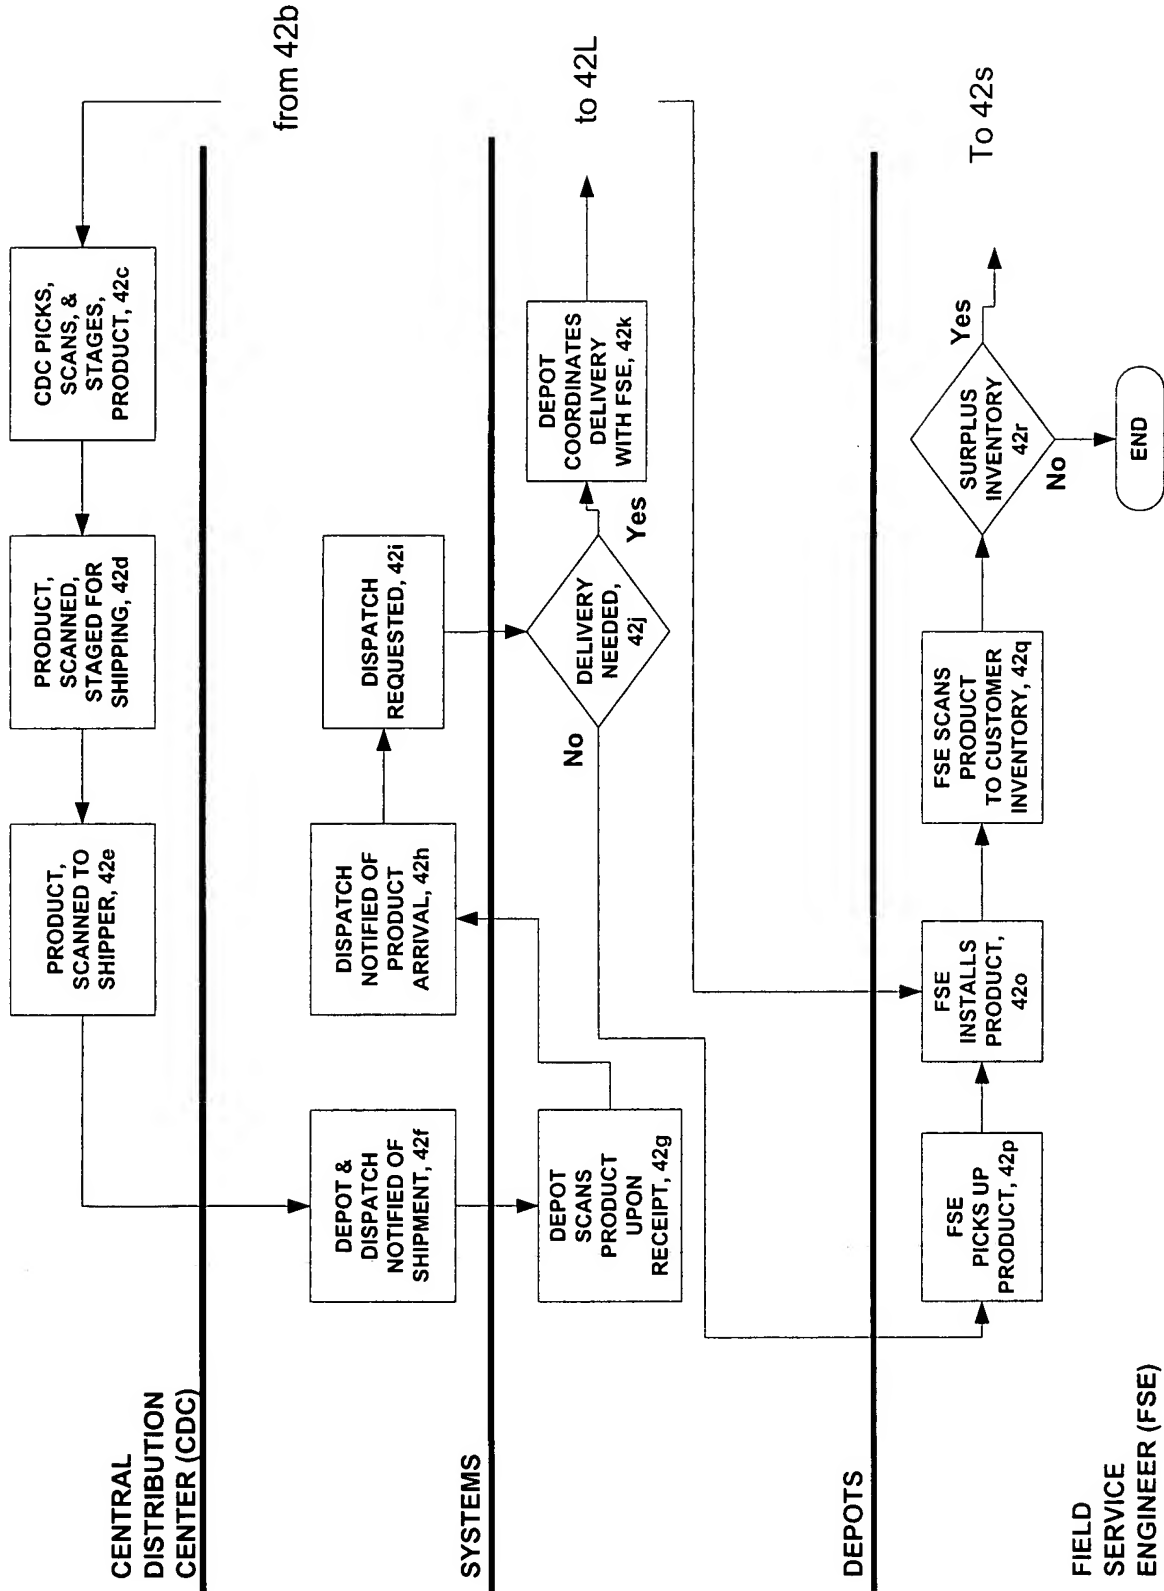 CENTRAL
DISTRIBUTION
CENTER (CDC)
PRODUCT,
SCANNED TO
SHIPPER, 42e
PRODUCT,
SCANNED,
STAGED FOR
SHIPPING, 42d
CDC PICKS,
SCANS, &
STAGES,
PRODUCT, 42c
from 42b
SYSTEMS
DEPOT &
DISPATCH
NOTIFIED OF
SHIPMENT, 42f
DISPATCH
NOTIFIED OF
PRODUCT
ARRIVAL, 42h
DISPATCH
REQUESTED, 42i
DEPOTS
DEPOT
SCANS
PRODUCT
UPON
RECEIPT, 42g
No
DELIVERY
NEEDED,
42j
Yes
DEPOT
COORDINATES
DELIVERY
WITH FSE, 42k
to 42L
FIELD
SERVICE
ENGINEER (FSE)
FSE
PICKS UP
PRODUCT, 42p
FSE
INSTALLS
PRODUCT,
42o
FSE SCANS
PRODUCT
TO CUSTOMER
INVENTORY, 42q
SURPLUS
INVENTORY
42r
Yes
No
To 42s
END